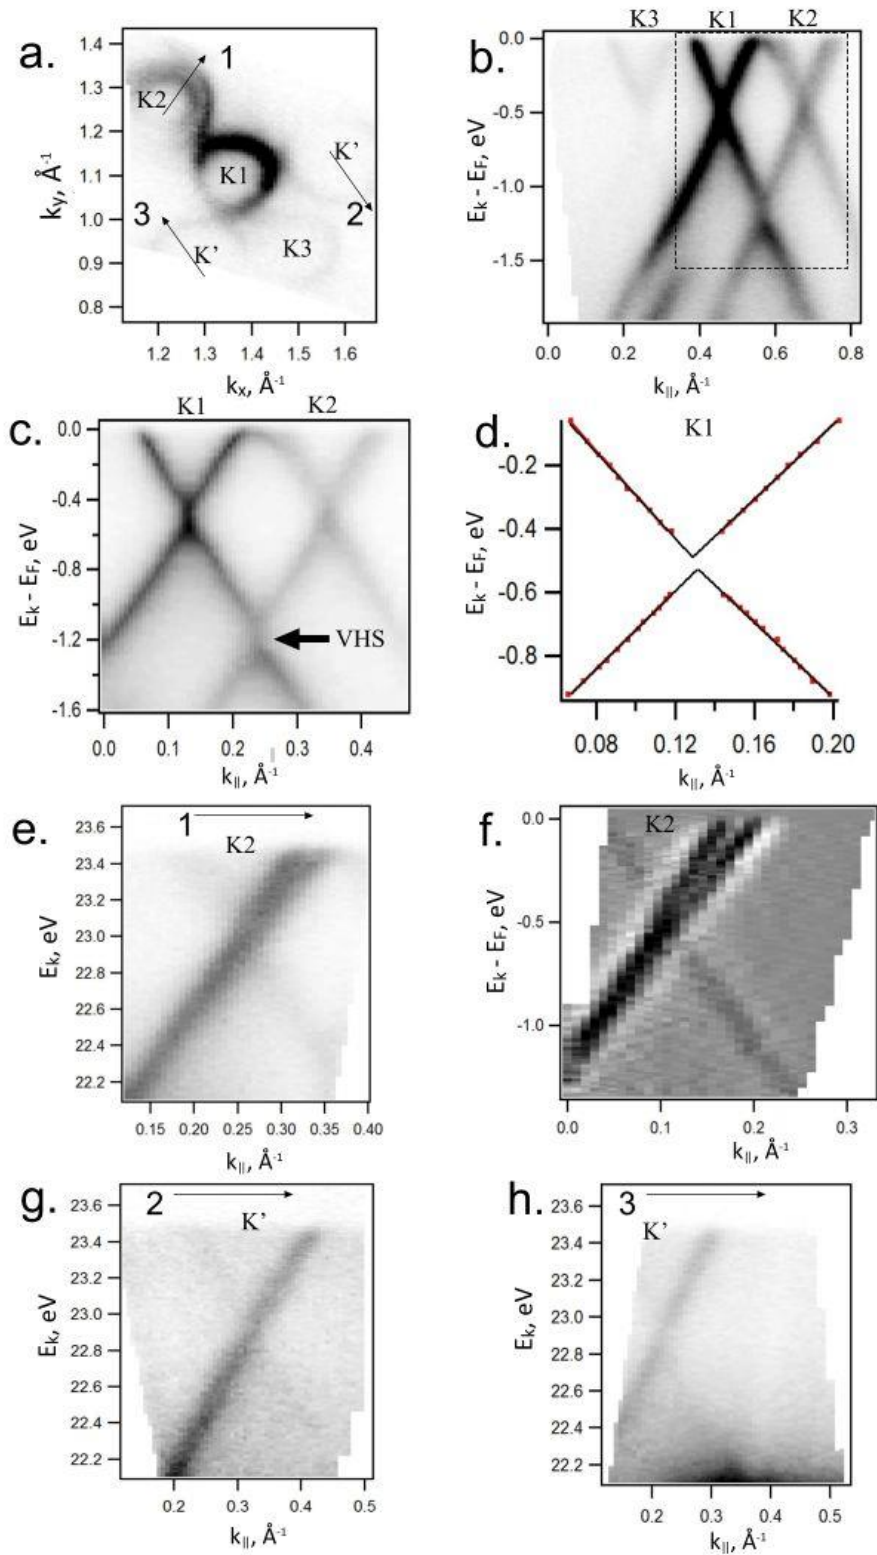 a.
1.4
1.3
1.2
1.1
1.0
0.9
0.8
k_y, Å⁻¹
1
K2
K1
K'
3
2
K'
K3
1.2 1.3 1.4 1.5 1.6
k_x, Å⁻¹
b.
K3 K1 K2
0.0
-0.5
-1.0
-1.5
E_k - E_F, eV
0.0 0.2 0.4 0.6 0.8
k_||, Å⁻¹
c.
K1 K2
0.0
-0.4
-0.8
-1.2
-1.6
E_k - E_F, eV
VHS
0.0 0.1 0.2 0.3 0.4
k_||, Å⁻¹
d.
K1
-0.2
-0.4
-0.6
-0.8
E_k - E_F, eV
0.08 0.12 0.16 0.20
k_||, Å⁻¹
e.
1
K2
23.6
23.4
23.2
23.0
22.8
22.6
22.4
22.2
E_k, eV
0.15 0.20 0.25 0.30 0.35 0.40
k_||, Å⁻¹
f.
K2
0.0
-0.5
-1.0
E_k - E_F, eV
0.0 0.1 0.2 0.3
k_||, Å⁻¹
g.
2
K'
23.6
23.4
23.2
23.0
22.8
22.6
22.4
22.2
E_k, eV
0.2 0.3 0.4 0.5
k_||, Å⁻¹
h.
3
K'
23.6
23.4
23.2
23.0
22.8
22.6
22.4
22.2
E_k, eV
0.2 0.3 0.4 0.5
k_||, Å⁻¹